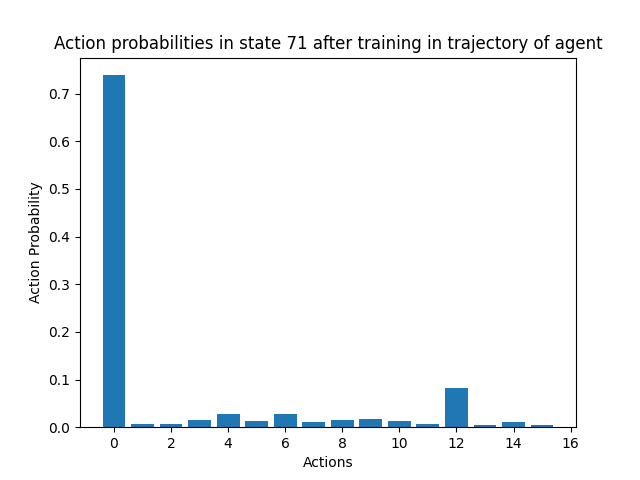 Action probabilities in state 71 after training in trajectory of agent
0.7
0.6
0.5
0.4
0.3
0.2
0.1
0.0
Action Probability
0 2 4 6 8 10 12 14 16
Actions